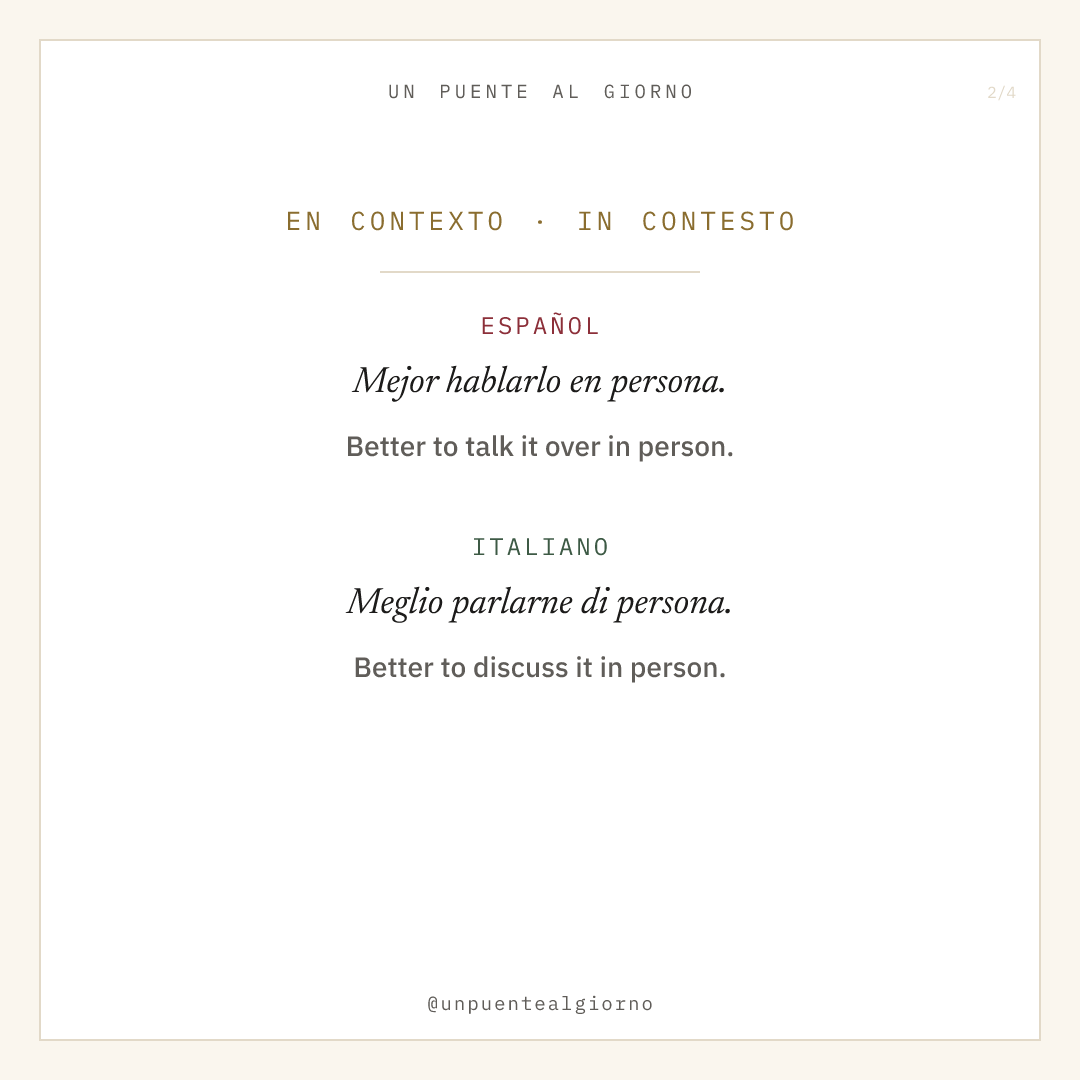 UN PUENTE AL GIORNO
2/4
EN CONTEXTO · IN CONTESTO
ESPAÑOL
Mejor hablarlo en persona.
Better to talk it over in person.
ITALIANO
Meglio parlarne di persona.
Better to discuss it in person.
@unpuentealgiorno